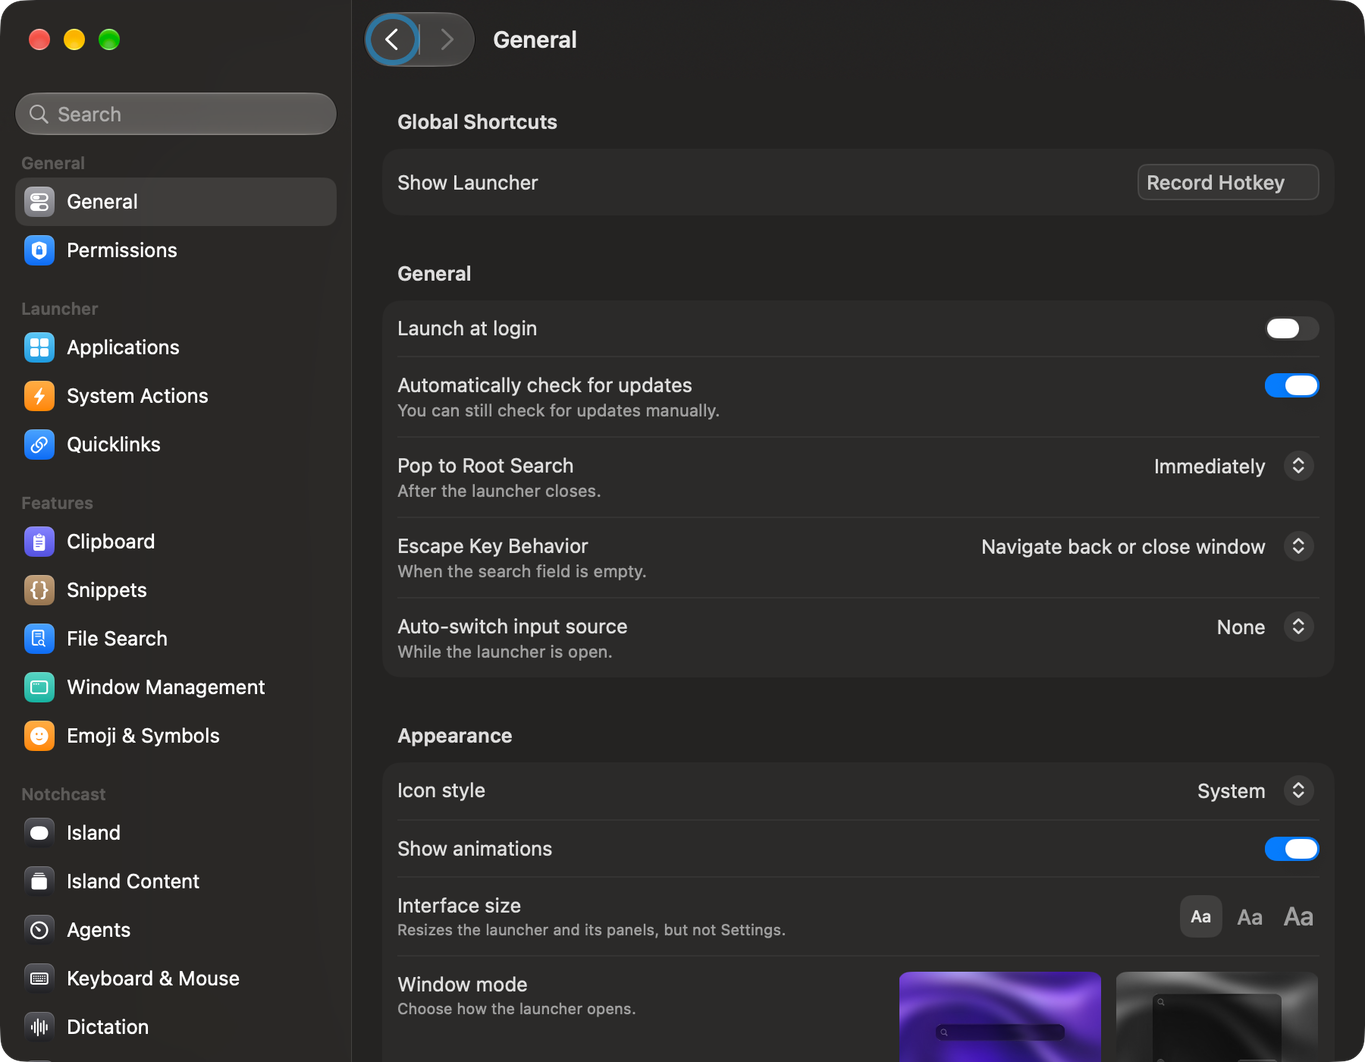 General
Search
General
General
Permissions
Launcher
Applications
System Actions
Quicklinks
Features
Clipboard
Snippets
File Search
Window Management
Emoji & Symbols
Notchcast
Island
Island Content
Agents
Keyboard & Mouse
Dictation
Global Shortcuts
Show Launcher
Record Hotkey
General
Launch at login
Automatically check for updates
You can still check for updates manually.
Pop to Root Search
Immediately
After the launcher closes.
Escape Key Behavior
Navigate back or close window
When the search field is empty.
Auto-switch input source
None
While the launcher is open.
Appearance
Icon style
System
Show animations
Interface size
Aa Aa Aa
Resizes the launcher and its panels, but not Settings.
Window mode
Choose how the launcher opens.